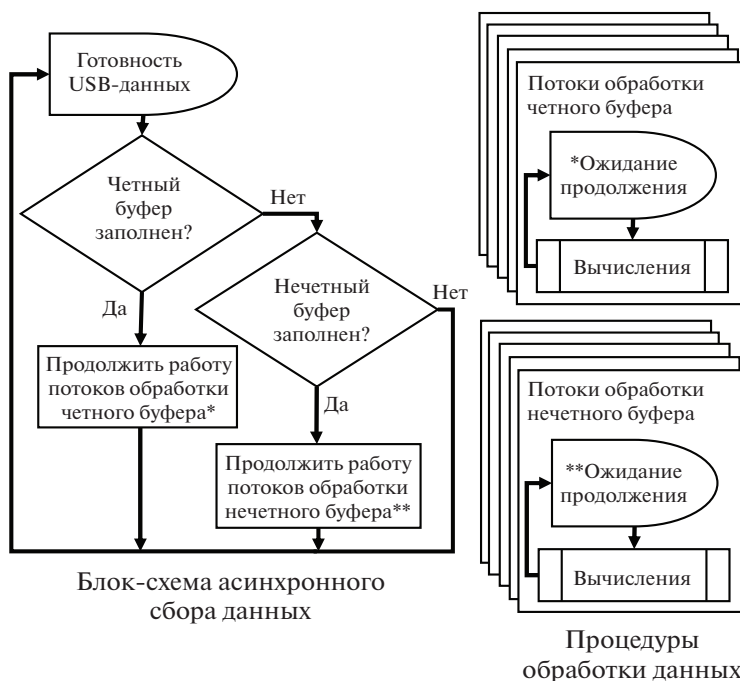 Готовность
USB-данных
Четный
буфер
заполнен?
Нет
Да
Нечетный
буфер
заполнен?
Нет
Продолжить работу
потоков обработки
четного буфера*
Да
Продолжить работу
потоков обработки
нечетного буфера**
Блок-схема асинхронного
сбора данных
Потоки обработки
четного буфера
*Ожидание
продолжения
Вычисления
Потоки обработки
нечетного буфера
**Ожидание
продолжения
Вычисления
Процедуры
обработки данных